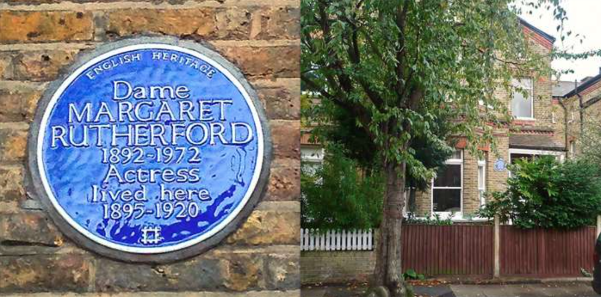 ENGLISH HERITAGE
Dame
MARGARET
RUTHERFORD
1892-1972
Actress
lived here
1895-1920